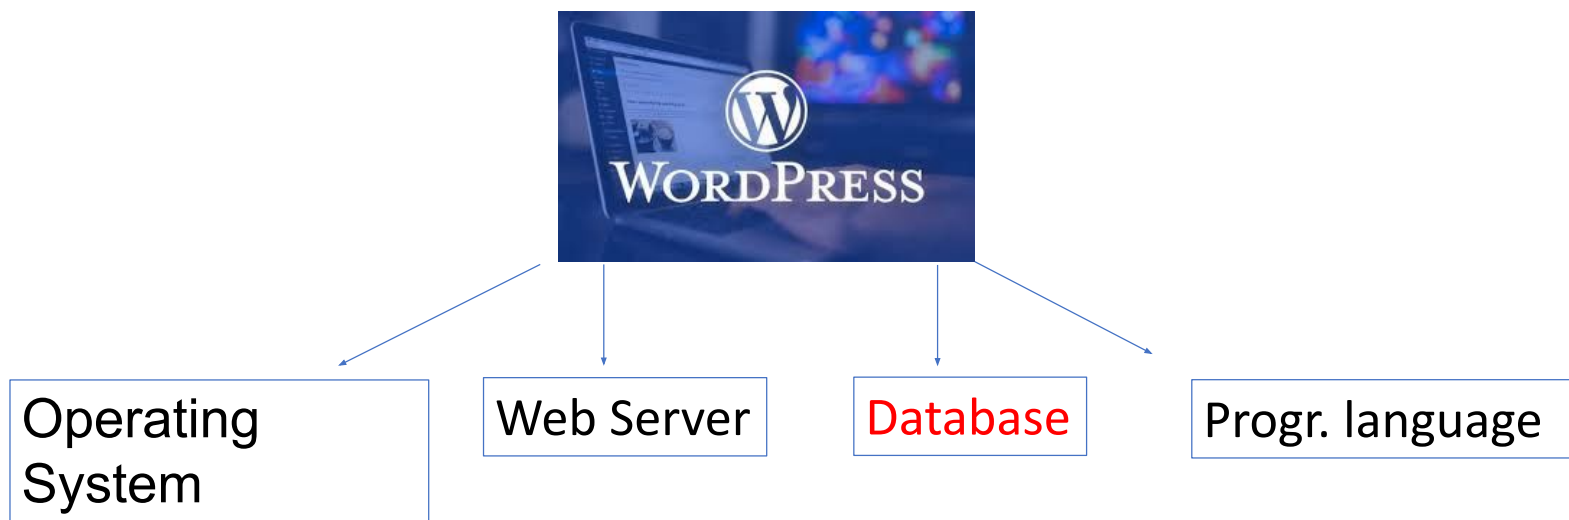 W
WORDPRESS
Operating
System
Web Server
Database
Progr. language